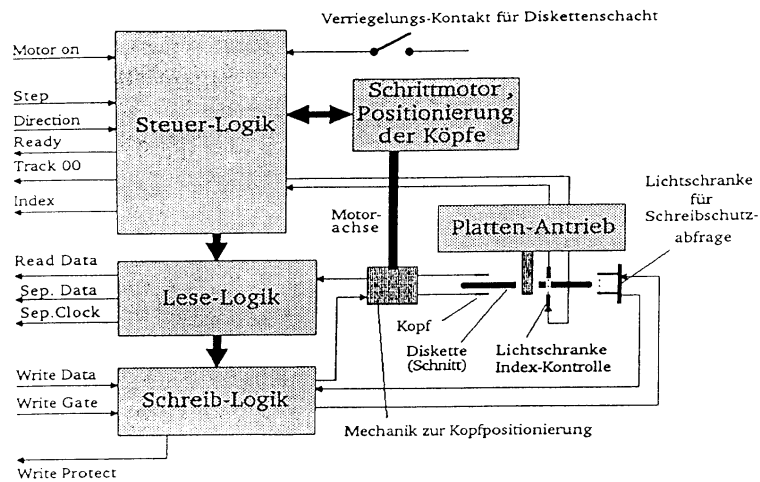 Verriegelungs-Kontakt für Diskettenschacht
Motor on
Step
Direction
Ready
Track 00
Index
Steuer-Logik
Schrittmotor,
Positionierung
der Köpfe
Motor-
achse
Platten-Antrieb
Lichtschranke
für
Schreibschutz-
abfrage
Read Data
Sep. Data
Sep.Clock
Lese-Logik
Kopf
Diskette
(Schnitt)
Lichtschranke
Index-Kontrolle
Write Data
Write Gate
Schreib-Logik
Mechanik zur Kopfpositionierung
Write Protect